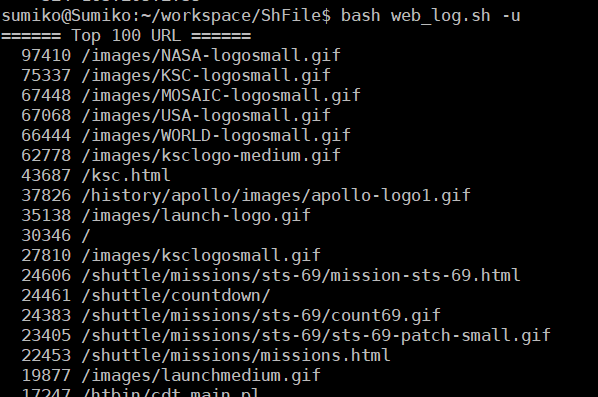 sumiko@Sumiko:~/workspace/ShFile$ bash web_log.sh -u
====== Top 100 URL ======
97410 /images/NASA-logosmall.gif
75337 /images/KSC-logosmall.gif
67448 /images/MOSAIC-logosmall.gif
67068 /images/USA-logosmall.gif
66444 /images/WORLD-logosmall.gif
62778 /images/ksclogo-medium.gif
43687 /ksc.html
37826 /history/apollo/images/apollo-logo1.gif
35138 /images/launch-logo.gif
30346 /
27810 /images/ksclogosmall.gif
24606 /shuttle/missions/sts-69/mission-sts-69.html
24461 /shuttle/countdown/
24383 /shuttle/missions/sts-69/count69.gif
23405 /shuttle/missions/sts-69/sts-69-patch-small.gif
22453 /shuttle/missions/missions.html
19877 /images/launchmedium.gif
17247 /htbin/cdt_main.pl